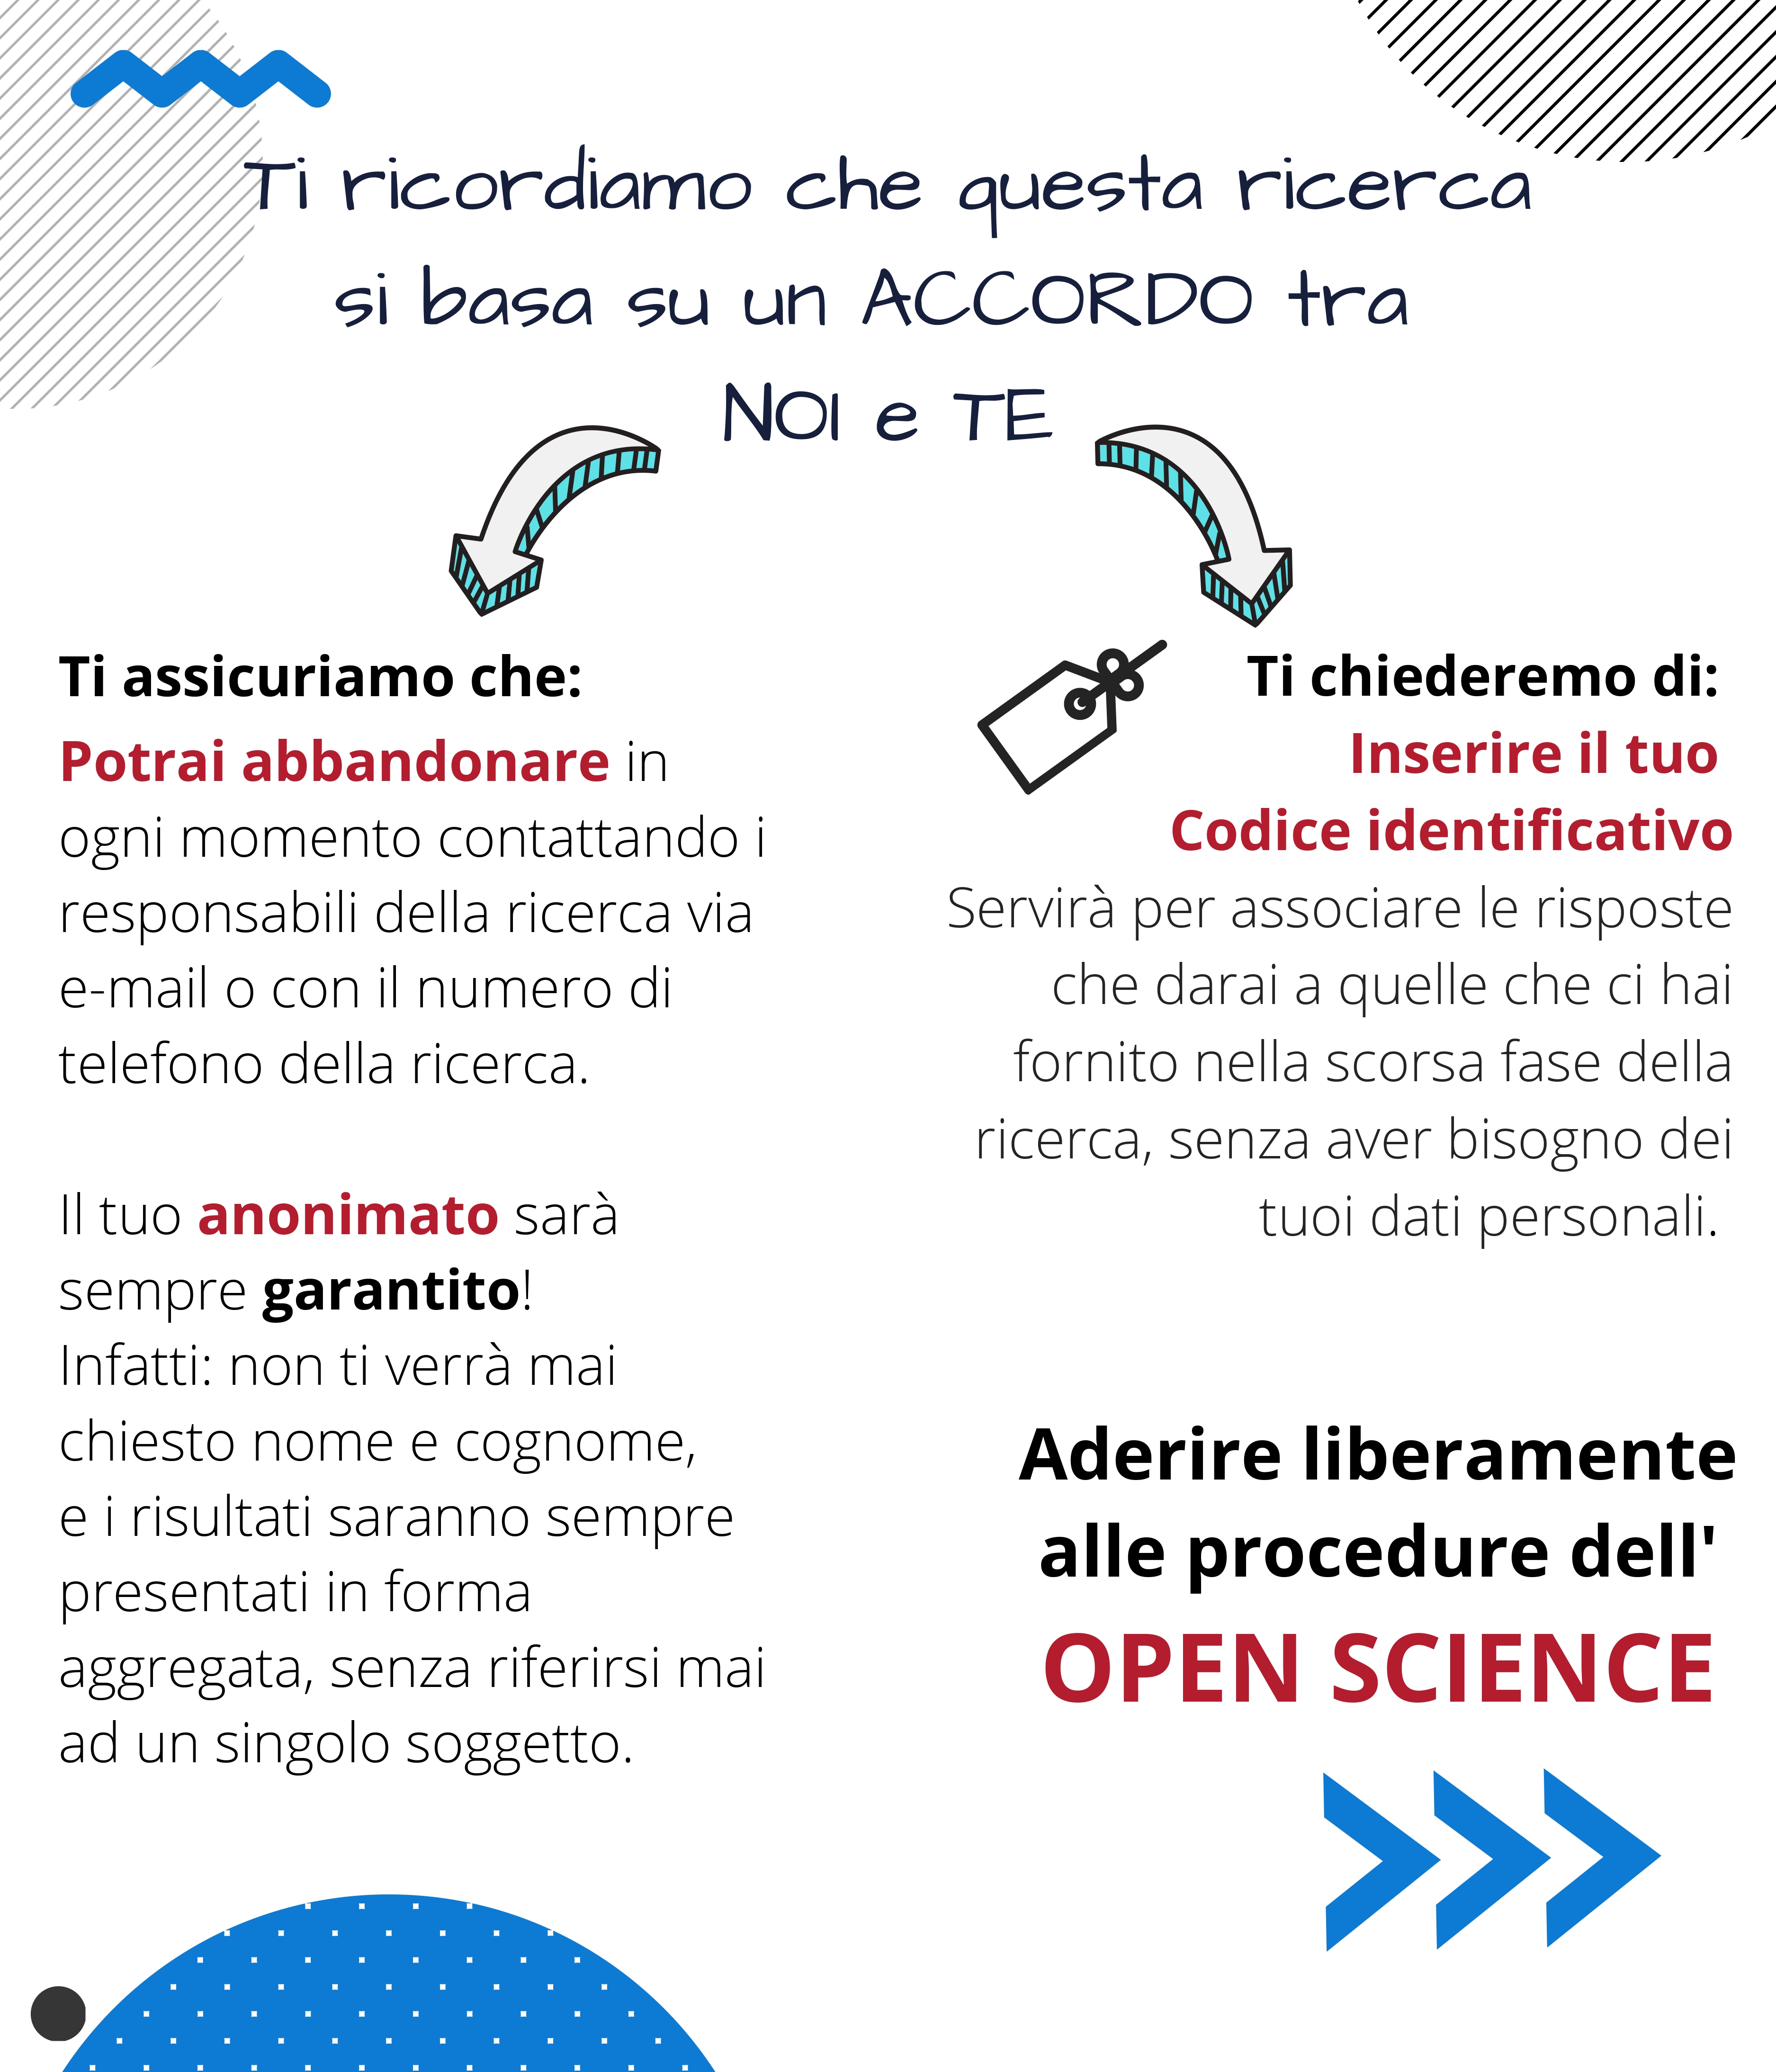 Ti ricordiamo che questa ricerca
si basa su un ACCORDO tra
NOI e TE
Ti assicuriamo che:
Potrai abbandonare in
ogni momento contattando i
responsabili della ricerca via
e-mail o con il numero di
telefono della ricerca.
Il tuo anonimato sarà
sempre garantito!
Infatti: non ti verrà mai
chiesto nome e cognome,
e i risultati saranno sempre
presentati in forma
aggregata, senza riferirsi mai
ad un singolo soggetto.
Ti chiederemo di:
Inserire il tuo
Codice identificativo
Servirà per associare le risposte
che darai a quelle che ci hai
fornito nella scorsa fase della
ricerca, senza aver bisogno dei
tuoi dati personali.
Aderire liberamente
alle procedure dell'
OPEN SCIENCE